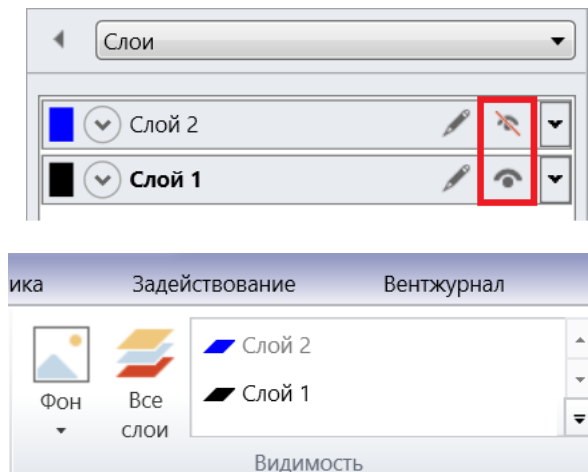 Слои
Слой 2
Слой 1
ика Задействование Вентжурнал
Слой 2
Слой 1
Фон Все слои
Видимость